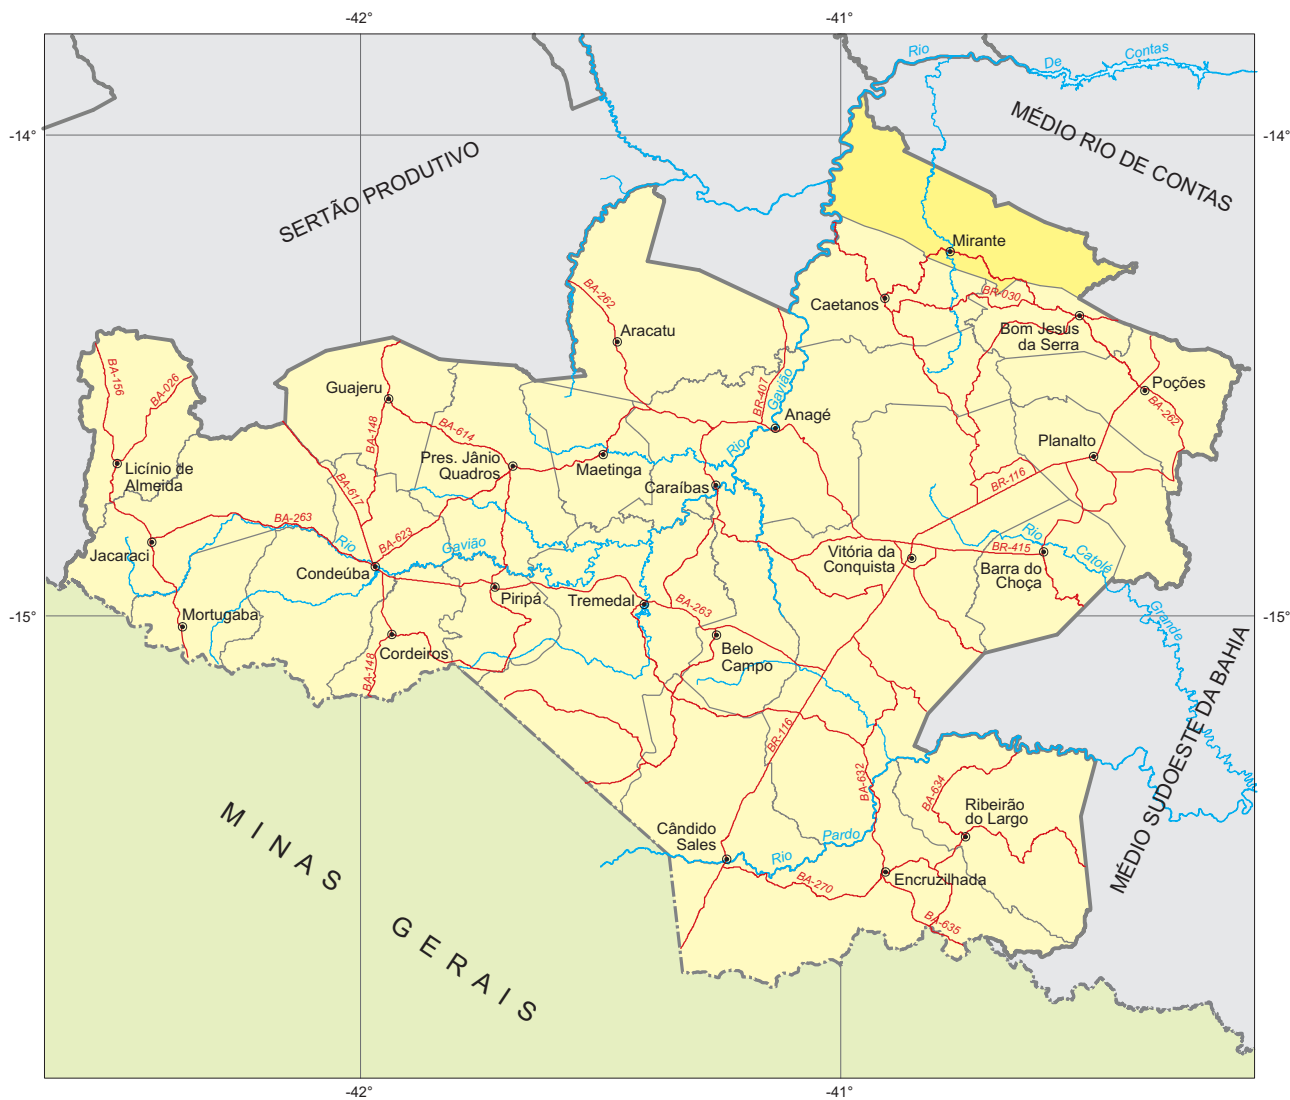 -42°
-41°
Rio
De
Contas
-14°
-14°
MÉDIO RIO DE CONTAS
SERTÃO PRODUTIVO
Mirante
BA-262
BR-030
Caetanos
Aracatu
Bom Jesus
da Serra
BA-156
BA-026
Guajeru
BR-407
Gavião
Poções
BA-262
Anagé
BA-148
BA-614
Rio
Planalto
Licínio de
Almeida
Pres. Jânio
Quadros
Maetinga
Caraíbas
BR-116
BA-617
BA-263
BA-623
Rio
Gavião
Jacaraci
Condeúba
Vitória da
Conquista
BR-415
Rio
Catolé
Barra do
Choça
Grande
Piripá
Tremedal
BA-263
-15°
-15°
Mortugaba
Cordeiros
BA-148
Belo
Campo
MÉDIO SUDOESTE DA BAHIA
BR-116
BA-632
BA-634
Ribeirão
do Largo
Cândido
Sales
Rio
Pardo
BA-270
Encruzilhada
BA-635
MINAS GERAIS
-42°
-41°